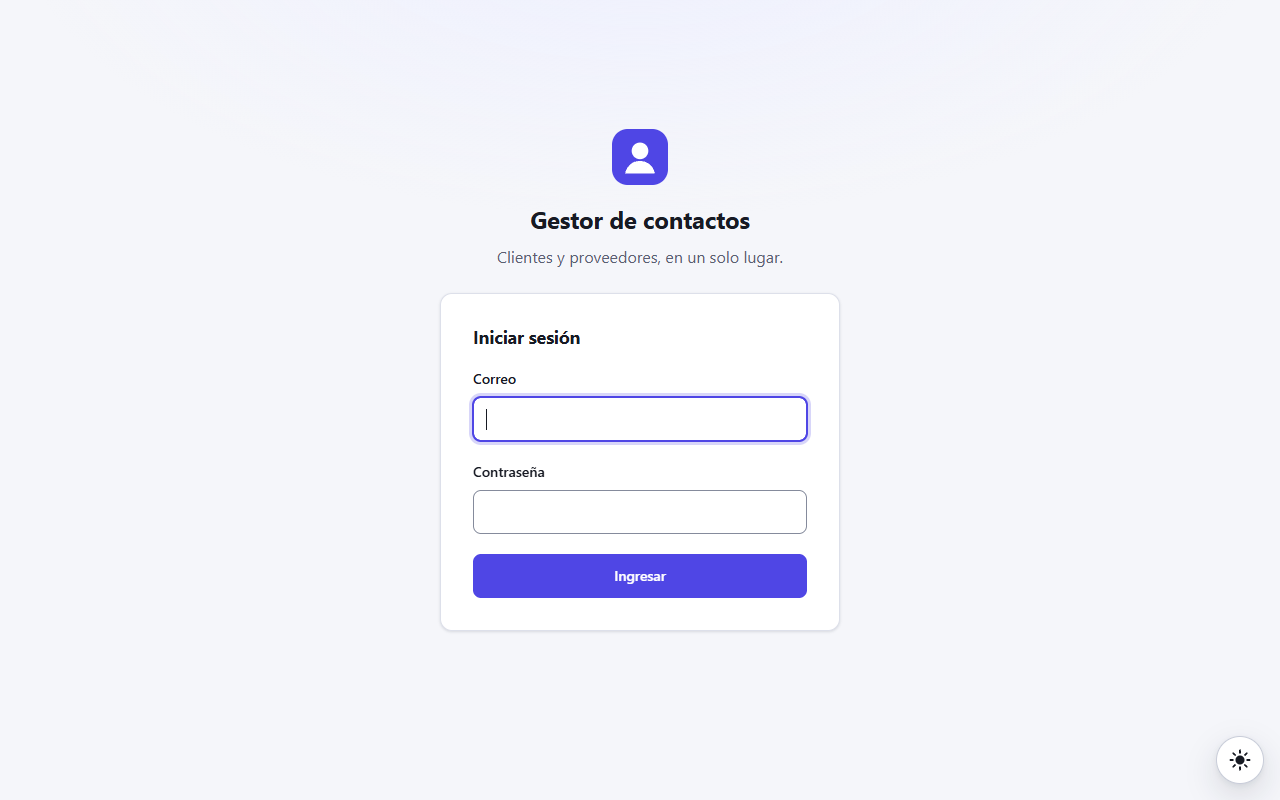 Gestor de contactos
Clientes y proveedores, en un solo lugar.
Iniciar sesión
Correo
Contraseña
Ingresar